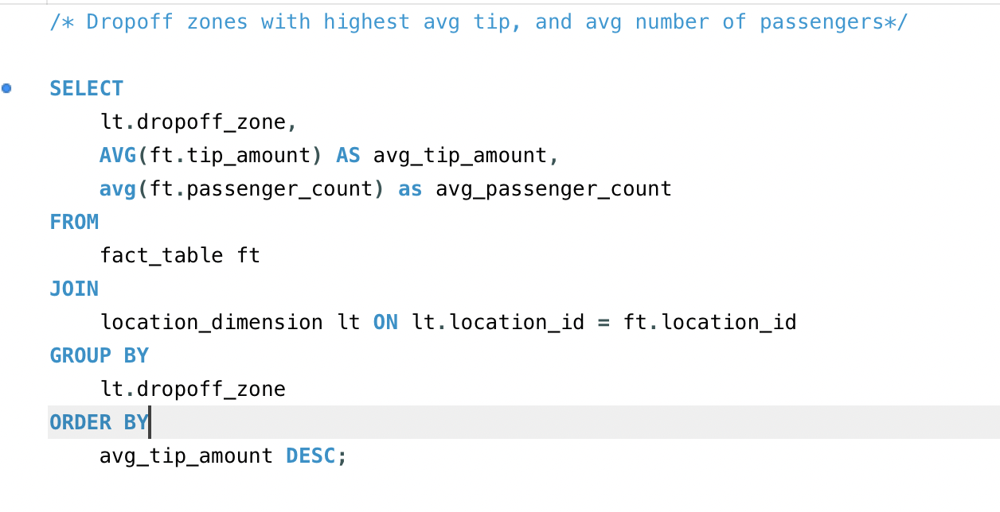 /* Dropoff zones with highest avg tip, and avg number of passengers*/
SELECT
    lt.dropoff_zone,
    AVG(ft.tip_amount) AS avg_tip_amount,
    avg(ft.passenger_count) as avg_passenger_count
FROM
    fact_table ft
JOIN
    location_dimension lt ON lt.location_id = ft.location_id
GROUP BY
    lt.dropoff_zone
ORDER BY
    avg_tip_amount DESC;